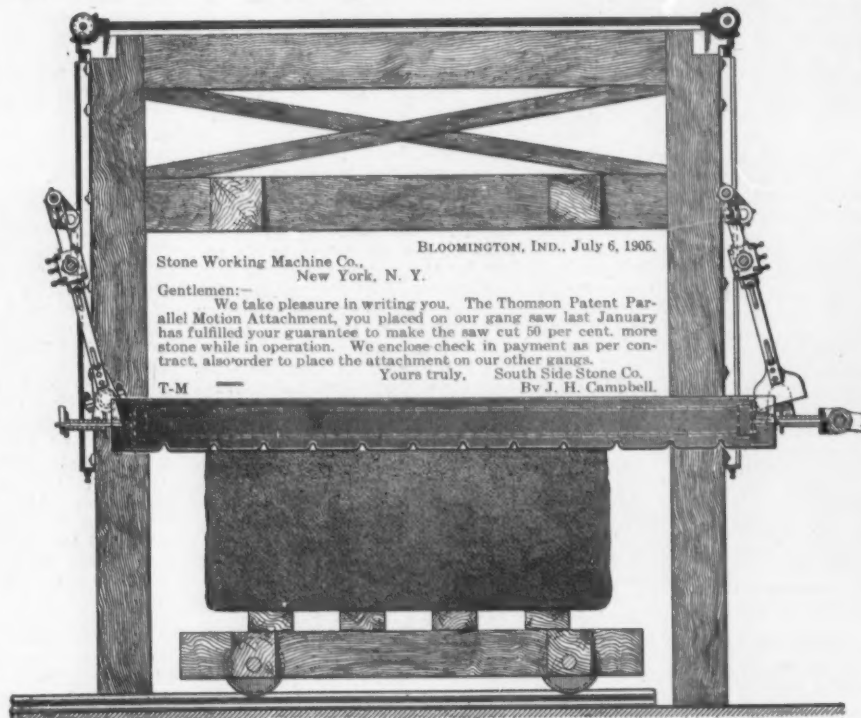 BLOOMINGTON, IND., July 6, 1905.
Stone Working Machine Co.,
New York, N. Y.
Gentlemen:—
We take pleasure in writing you. The Thomson Patent Par-
allel Motion Attachment, you placed on our gang saw last January
has fulfilled your guarantee to make the saw cut 50 per cent. more
stone while in operation. We enclose check in payment as per con-
tract, also order to place the attachment on our other gangs.
Yours truly, South Side Stone Co.
T-M — By J. H. Campbell.